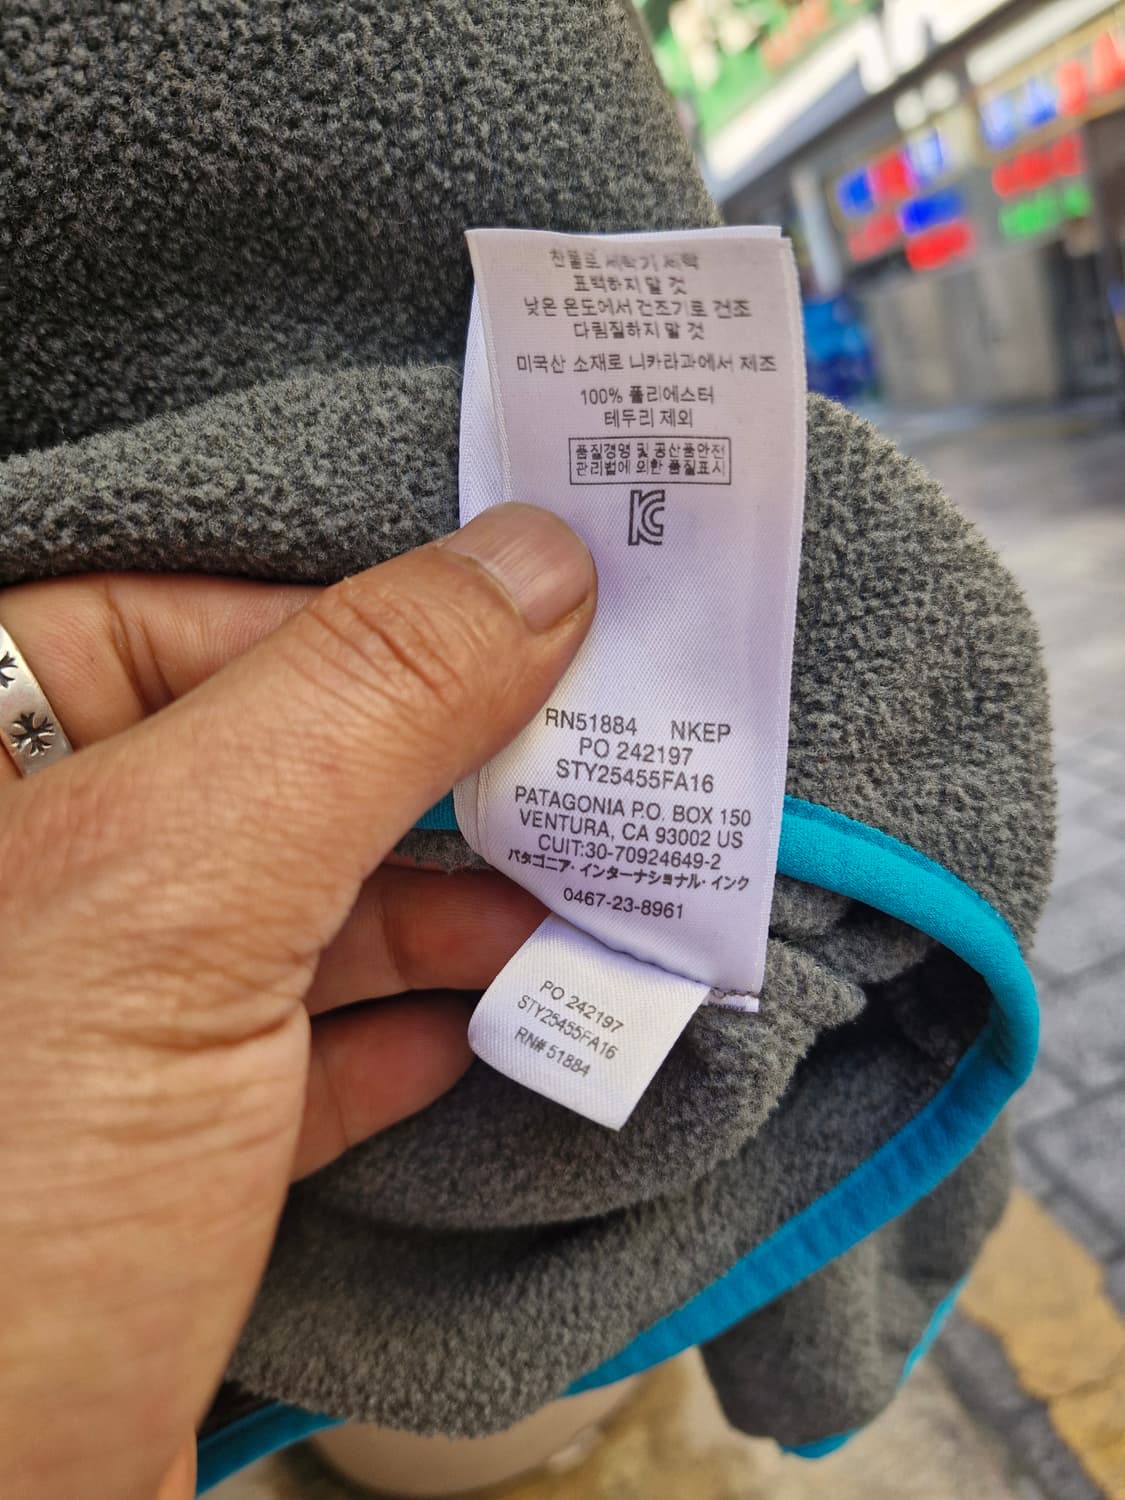 찬물로 세탁기 세탁
표백하지 말 것
낮은 온도에서 건조기로 건조
다림질하지 말 것
미국산 소재로 니카라과에서 제조
100% 폴리에스터
테두리 제외
품질경영 및 공산품안전
관리법에 의한 품질표시
KC
RN51884 NKEP
PO 242197
STY25455FA16
PATAGONIA P.O. BOX 150
VENTURA, CA 93002 US
CUIT:30-70924649-2
パタゴニア・インターナショナル・インク
0467-23-8961
PO 242197
STY25455FA16
RN# 51884